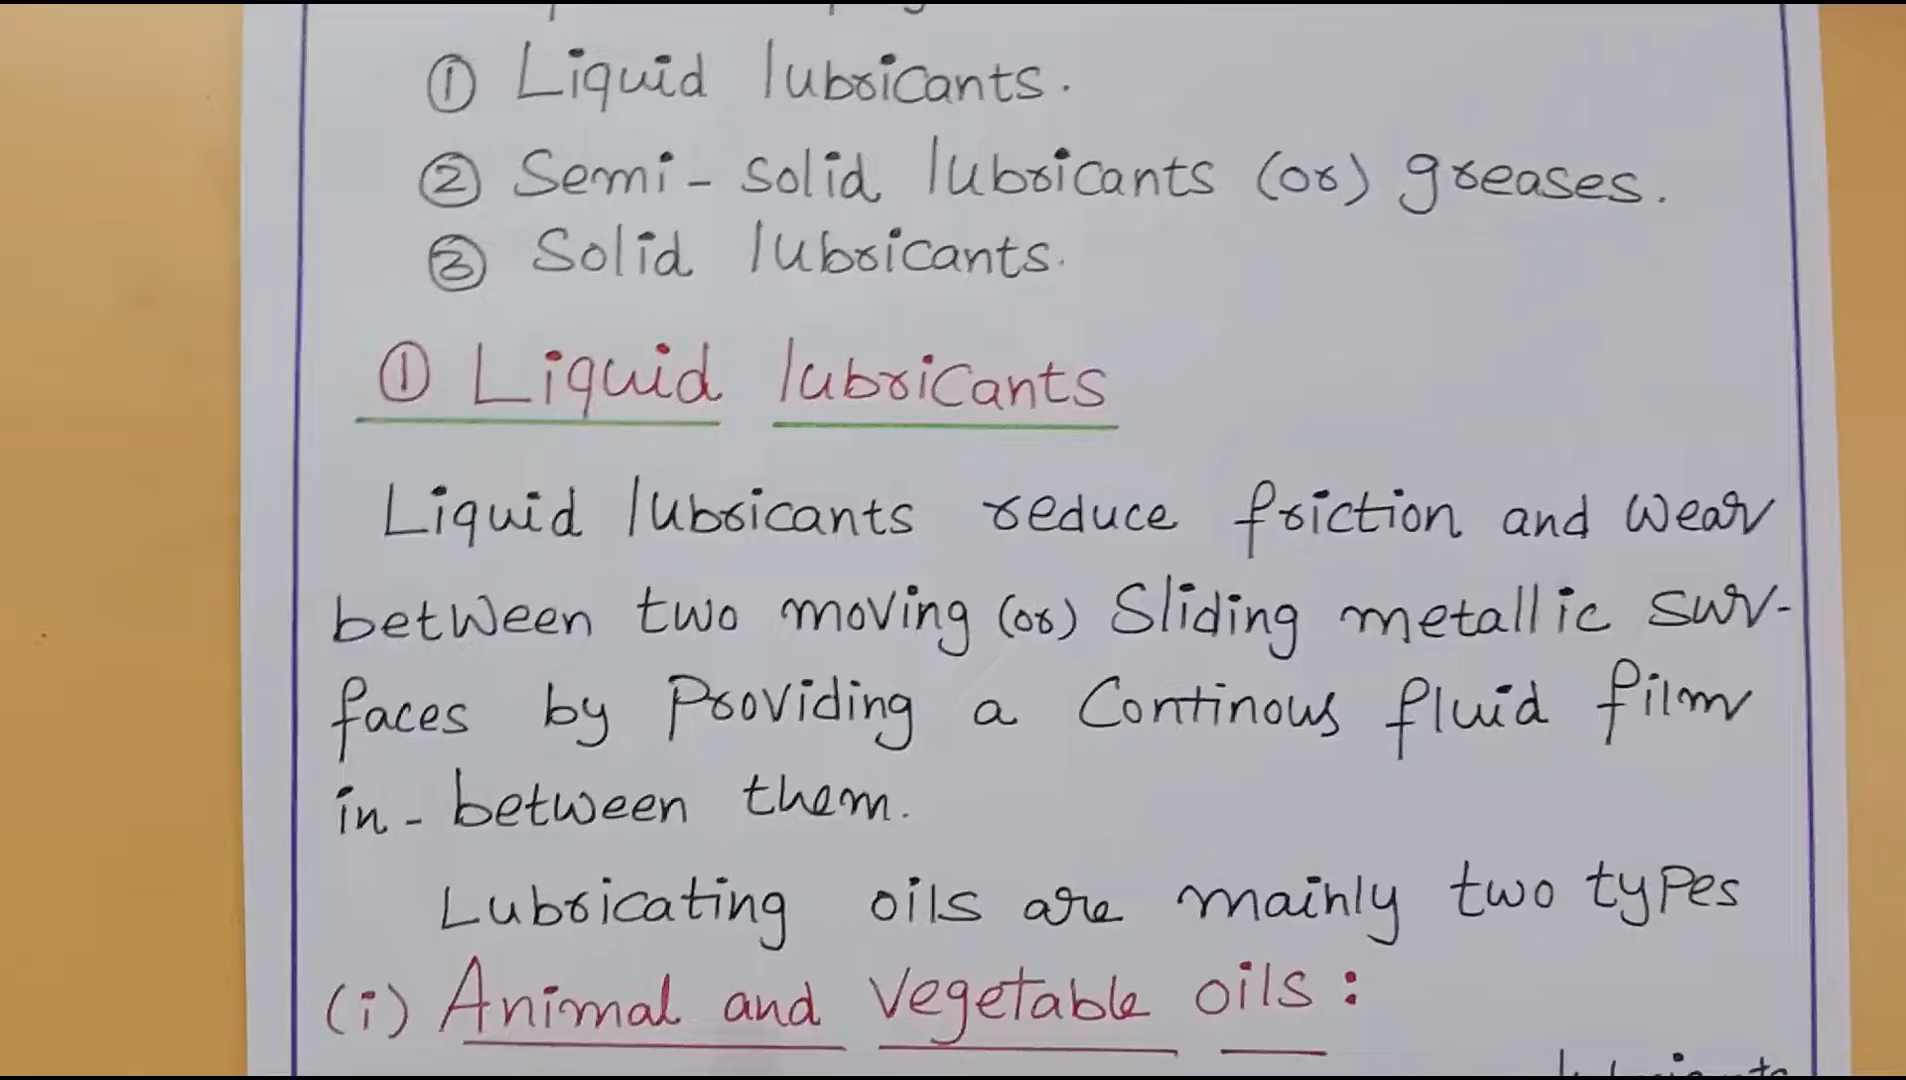 ① Liquid lubricants.
② Semi-solid lubricants (or) greases.
③ Solid lubricants.
① Liquid lubricants
Liquid lubricants reduce friction and wear
between two moving (or) Sliding metallic sur-
faces by Providing a Continous fluid film
in-between them.
Lubricating oils are mainly two types
(i) Animal and Vegetable oils: